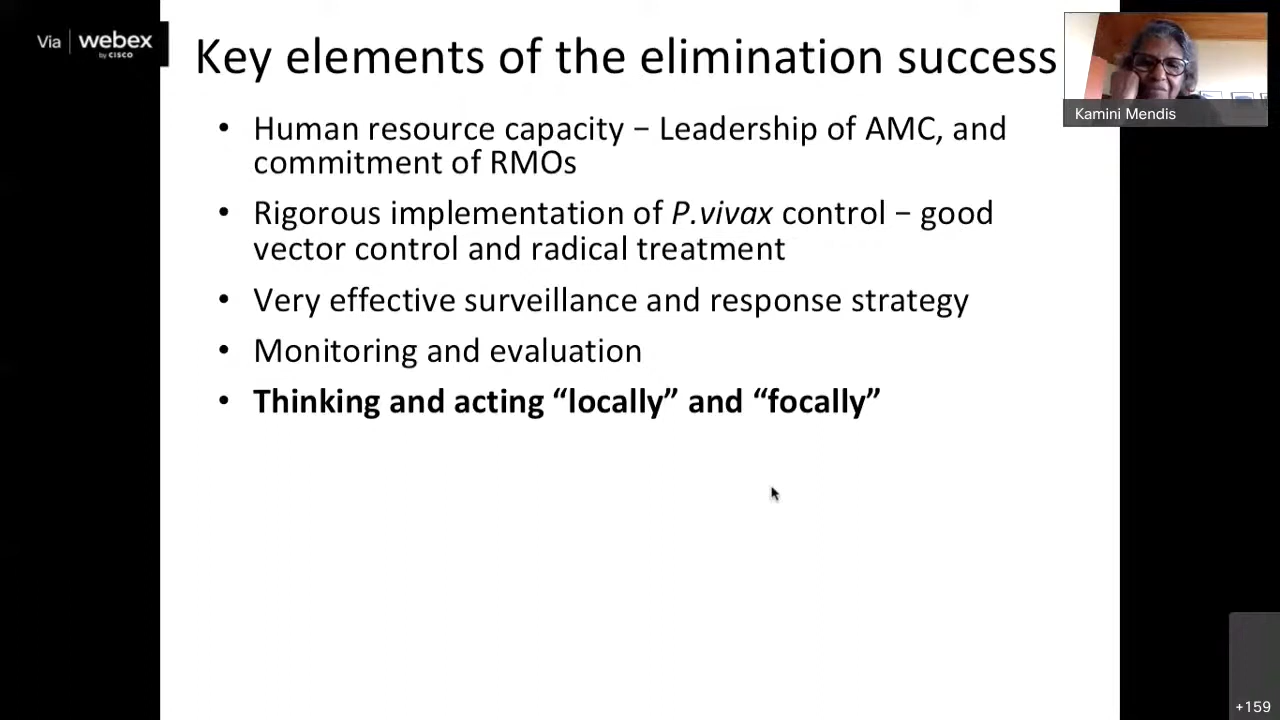 Via webex
by CISCO
Key elements of the elimination success
Kamini Mendis
• Human resource capacity – Leadership of AMC, and
commitment of RMOs
• Rigorous implementation of P.vivax control – good
vector control and radical treatment
• Very effective surveillance and response strategy
• Monitoring and evaluation
• Thinking and acting “locally” and “focally”
+159